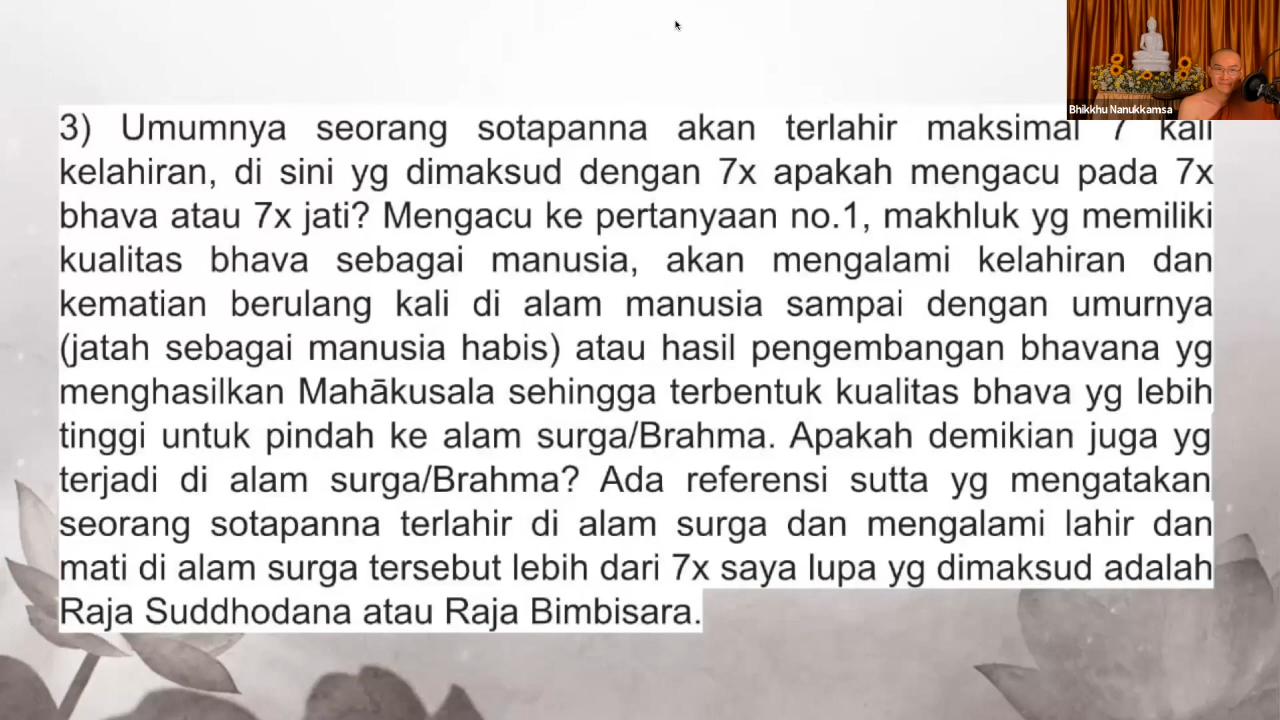 Bhikkhu Nanukkamsa
3) Umumnya seorang sotapanna akan terlahir maksimal 7 kali
kelahiran, di sini yg dimaksud dengan 7x apakah mengacu pada 7x
bhava atau 7x jati? Mengacu ke pertanyaan no.1, makhluk yg memiliki
kualitas bhava sebagai manusia, akan mengalami kelahiran dan
kematian berulang kali di alam manusia sampai dengan umurnya
(jatah sebagai manusia habis) atau hasil pengembangan bhavana yg
menghasilkan Mahākusala sehingga terbentuk kualitas bhava yg lebih
tinggi untuk pindah ke alam surga/Brahma. Apakah demikian juga yg
terjadi di alam surga/Brahma? Ada referensi sutta yg mengatakan
seorang sotapanna terlahir di alam surga dan mengalami lahir dan
mati di alam surga tersebut lebih dari 7x saya lupa yg dimaksud adalah
Raja Suddhodana atau Raja Bimbisara.